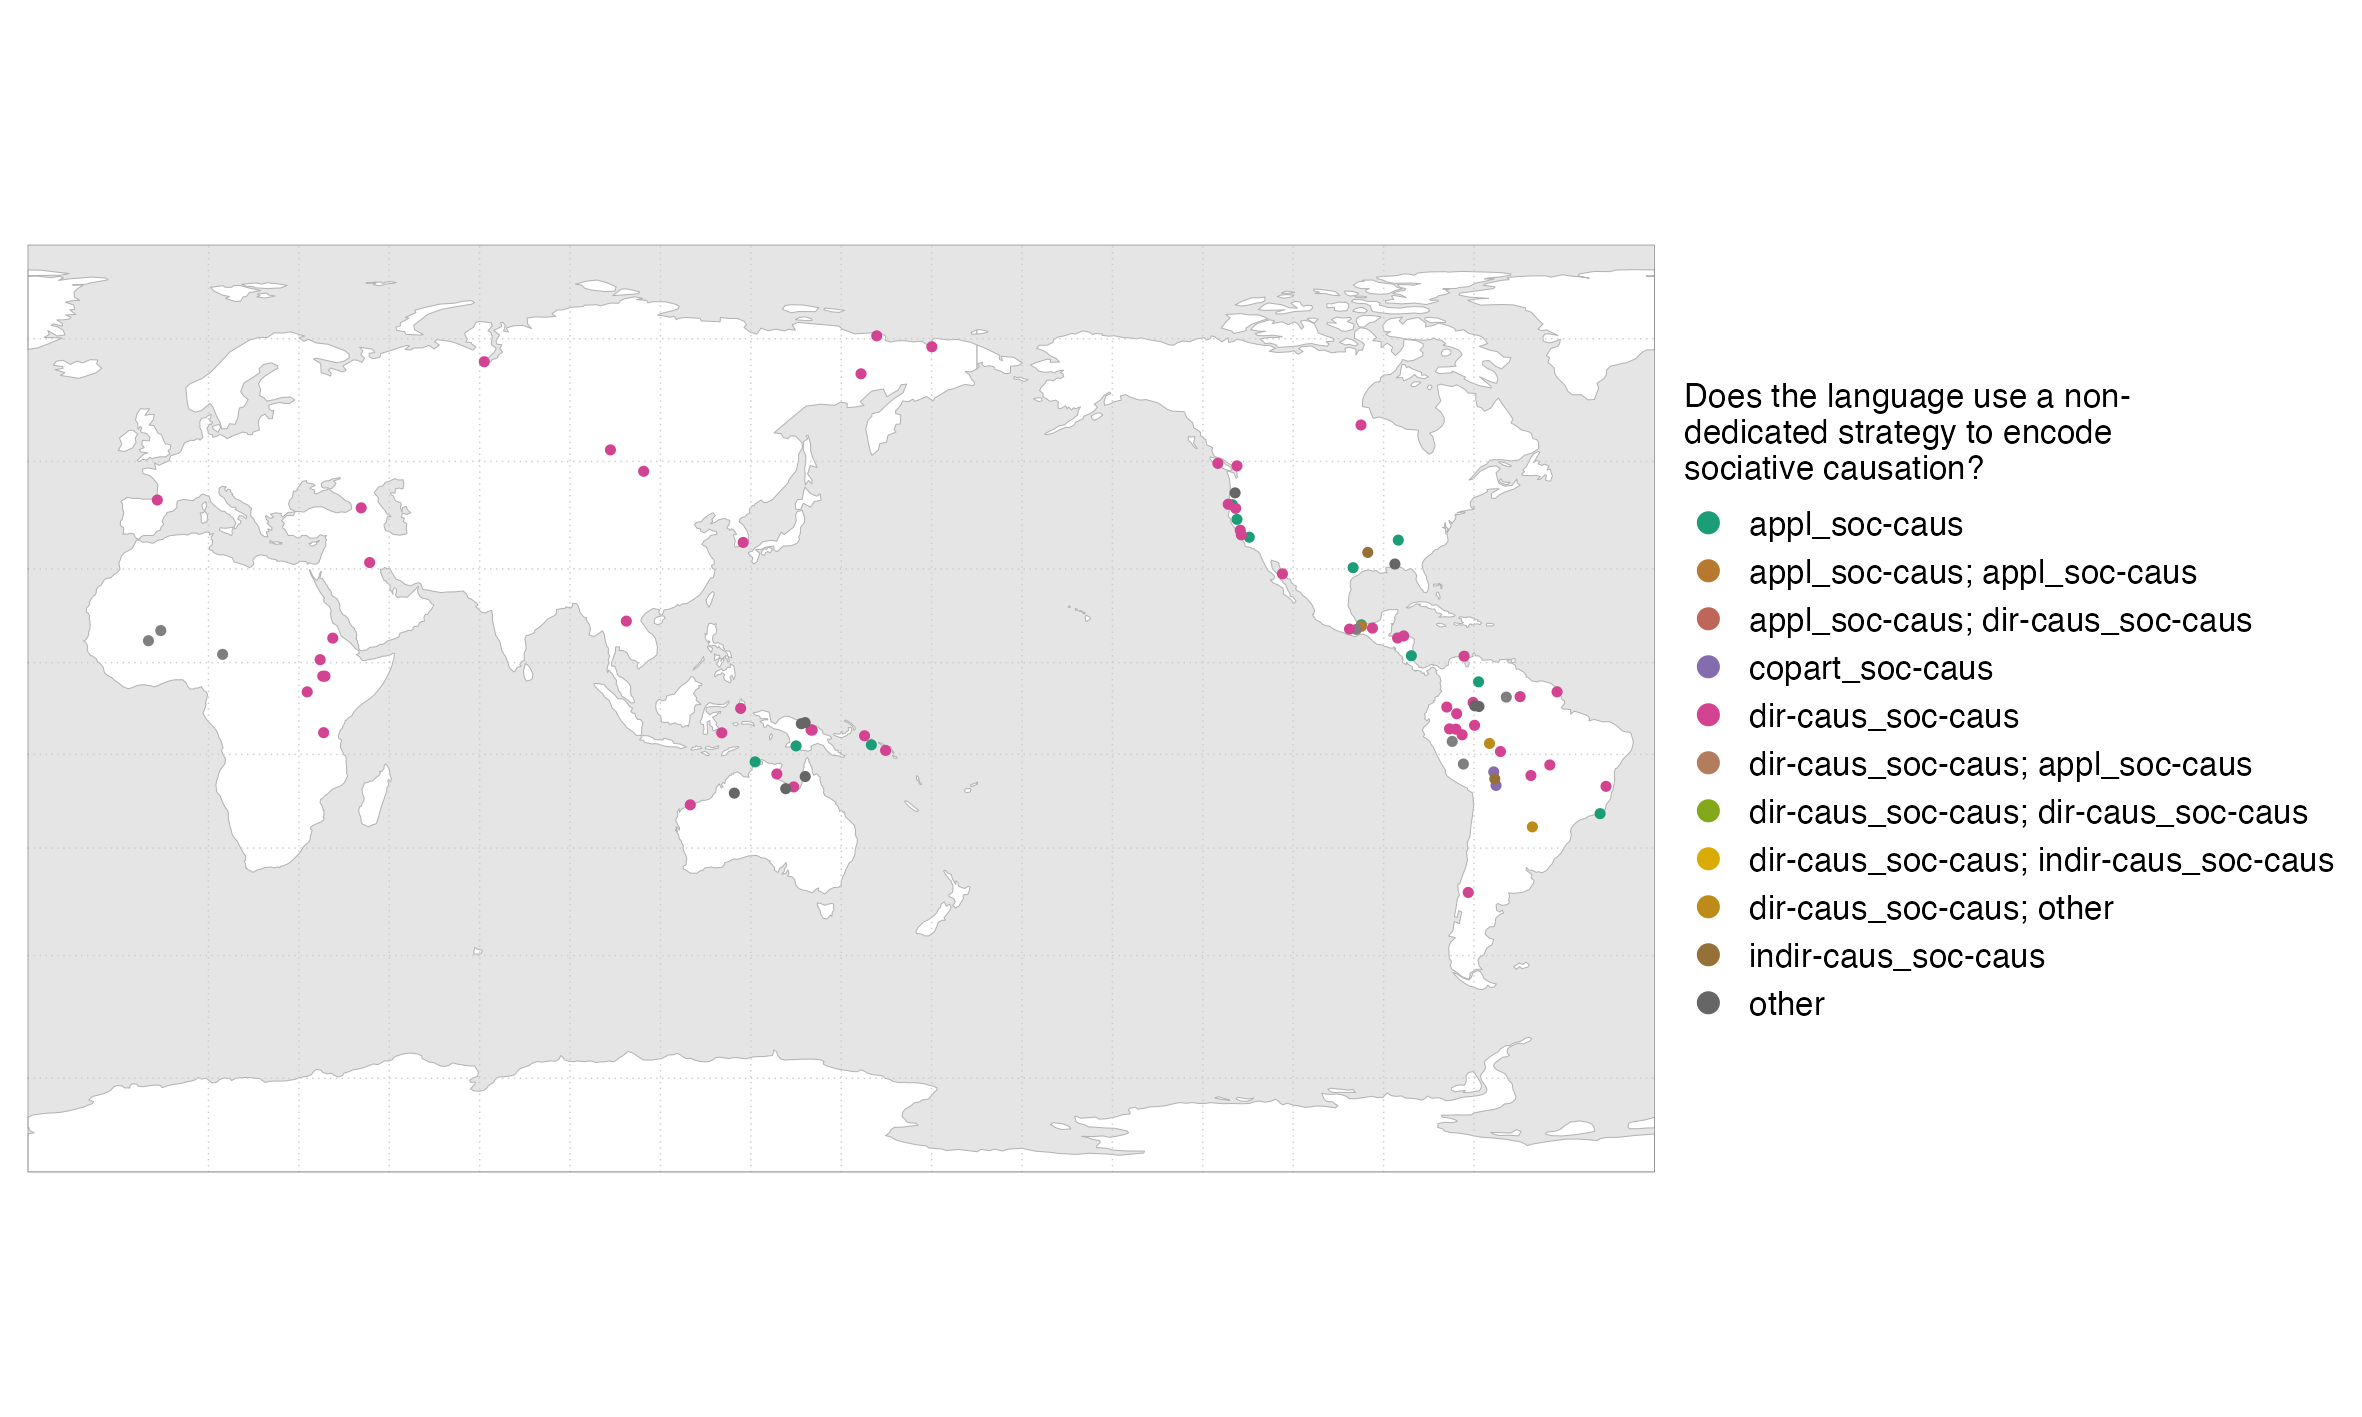 Does the language use a non-
dedicated strategy to encode
sociative causation?
appl_soc-caus
appl_soc-caus; appl_soc-caus
appl_soc-caus; dir-caus_soc-caus
copart_soc-caus
dir-caus_soc-caus
dir-caus_soc-caus; appl_soc-caus
dir-caus_soc-caus; dir-caus_soc-caus
dir-caus_soc-caus; indir-caus_soc-caus
dir-caus_soc-caus; other
indir-caus_soc-caus
other